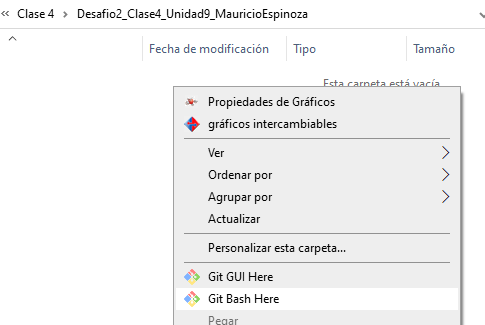 Clase 4 > Desafio2_Clase4_Unidad9_MauricioEspinoza
Fecha de modificación Tipo Tamaño
Esta carpeta está vacía
Propiedades de Gráficos
gráficos intercambiables
Ver
Ordenar por
Agrupar por
Actualizar
Personalizar esta carpeta...
Git GUI Here
Git Bash Here
Pegar